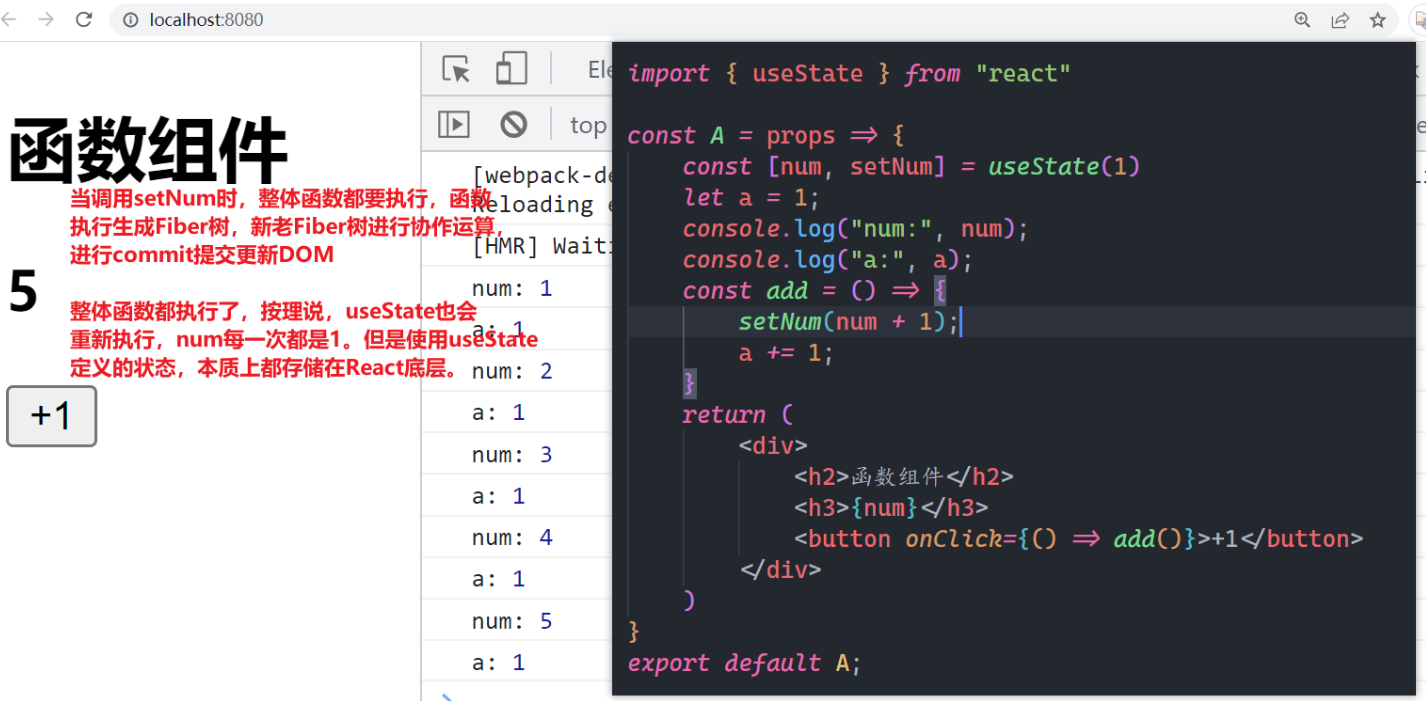 localhost:8080
函数组件
当调用setNum时，整体函数都要执行，函数
执行生成Fiber树，新老Fiber树进行协作运算，
进行commit提交更新DOM
5
整体函数都执行了，按理说，useState也会
重新执行，num每一次都是1。但是使用useState
定义的状态，本质上都存储在React底层。
+1
top
[webpack-de
Reloading
[HMR] Waiti
num: 1
a: 1
num: 2
a: 1
num: 3
a: 1
num: 4
a: 1
num: 5
a: 1
import { useState } from "react"
const A = props => {
const [num, setNum] = useState(1)
let a = 1;
console.log("num:", num);
console.log("a:", a);
const add = () => {
setNum(num + 1);
a += 1;
}
return (
<div>
<h2>函数组件</h2>
<h3>{num}</h3>
<button onClick={() => add()}>+1</button>
</div>
)
}
export default A;